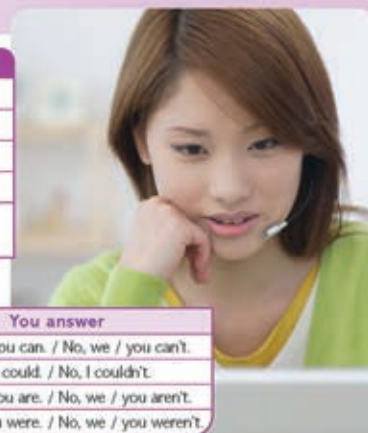 You answer
ou can. / No, we / you can't.
could. / No, I couldn't.
ou are. / No, we / you aren't.
were. / No, we / you weren't.